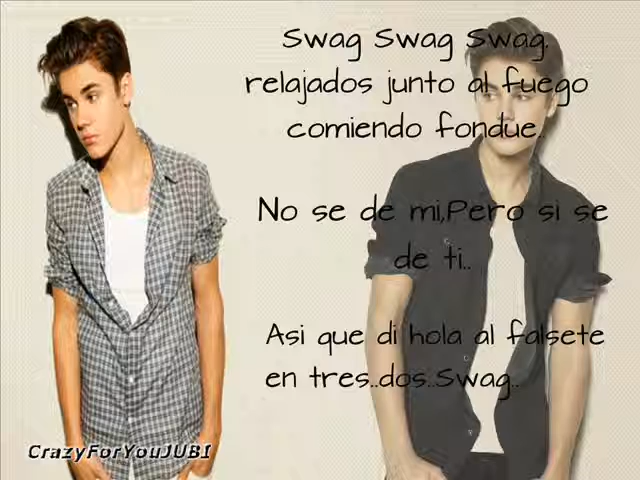 Swag Swag Swag.
relajados junto al fuego
comiendo fondue..
No se de mi,Pero si se
de ti..
Asi que di hola al falsete
en tres..dos..Swag..
CrazyForYouJUBI